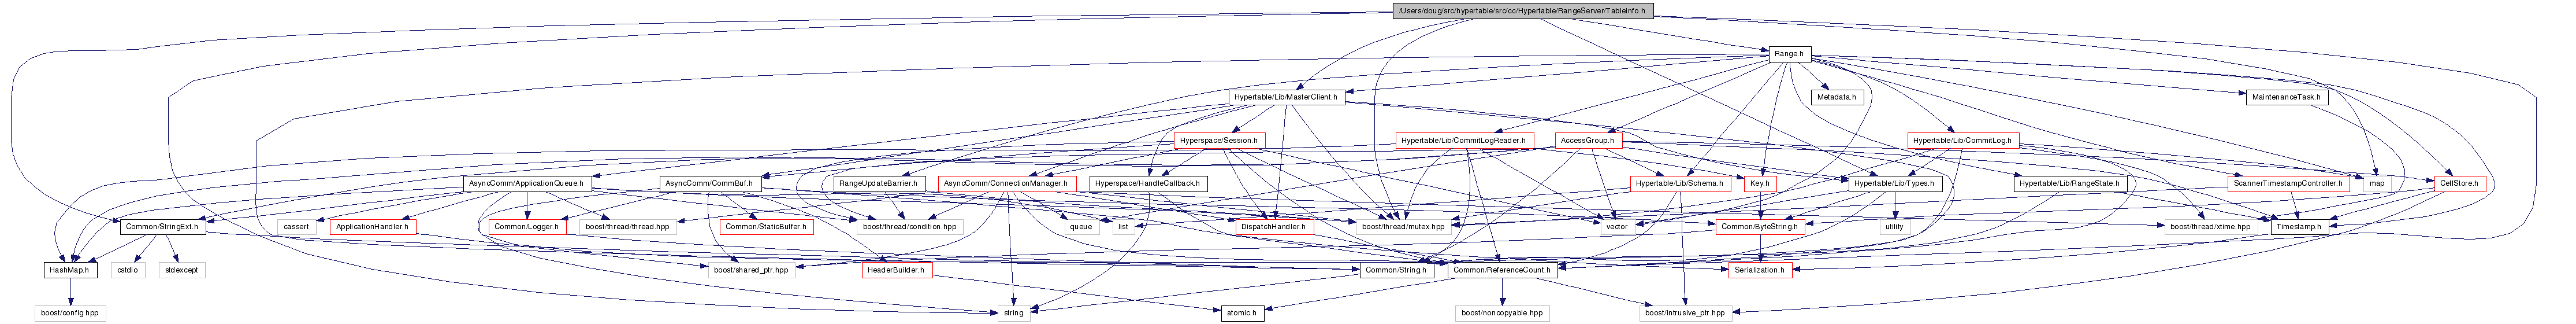 /Users/doug/src/hypertable/src/cc/Hypertable/RangeServer/TableInfo.h
Range.h
Hypertable/Lib/MasterClient.h
Metadata.h
MaintenanceTask.h
Hyperspace/Session.h
Hypertable/Lib/CommitLogReader.h
AccessGroup.h
Hypertable/Lib/CommitLog.h
AsyncComm/ApplicationQueue.h
AsyncComm/CommBuf.h
RangeUpdateBarrier.h
AsyncComm/ConnectionManager.h
Hyperspace/HandleCallback.h
Hypertable/Lib/Schema.h
Key.h
Hypertable/Lib/Types.h
Hypertable/Lib/RangeState.h
ScannerTimestampController.h
map
CellStore.h
Common/StringExt.h
cassert
ApplicationHandler.h
Common/Logger.h
boost/thread/thread.hpp
Common/StaticBuffer.h
boost/thread/condition.hpp
queue
list
DispatchHandler.h
boost/thread/mutex.hpp
vector
Common/ByteString.h
utility
boost/thread/xtime.hpp
Timestamp.h
HashMap.h
cstdio
stdexcept
boost/shared_ptr.hpp
HeaderBuilder.h
Common/String.h
Common/ReferenceCount.h
Serialization.h
boost/config.hpp
string
atomic.h
boost/noncopyable.hpp
boost/intrusive_ptr.hpp